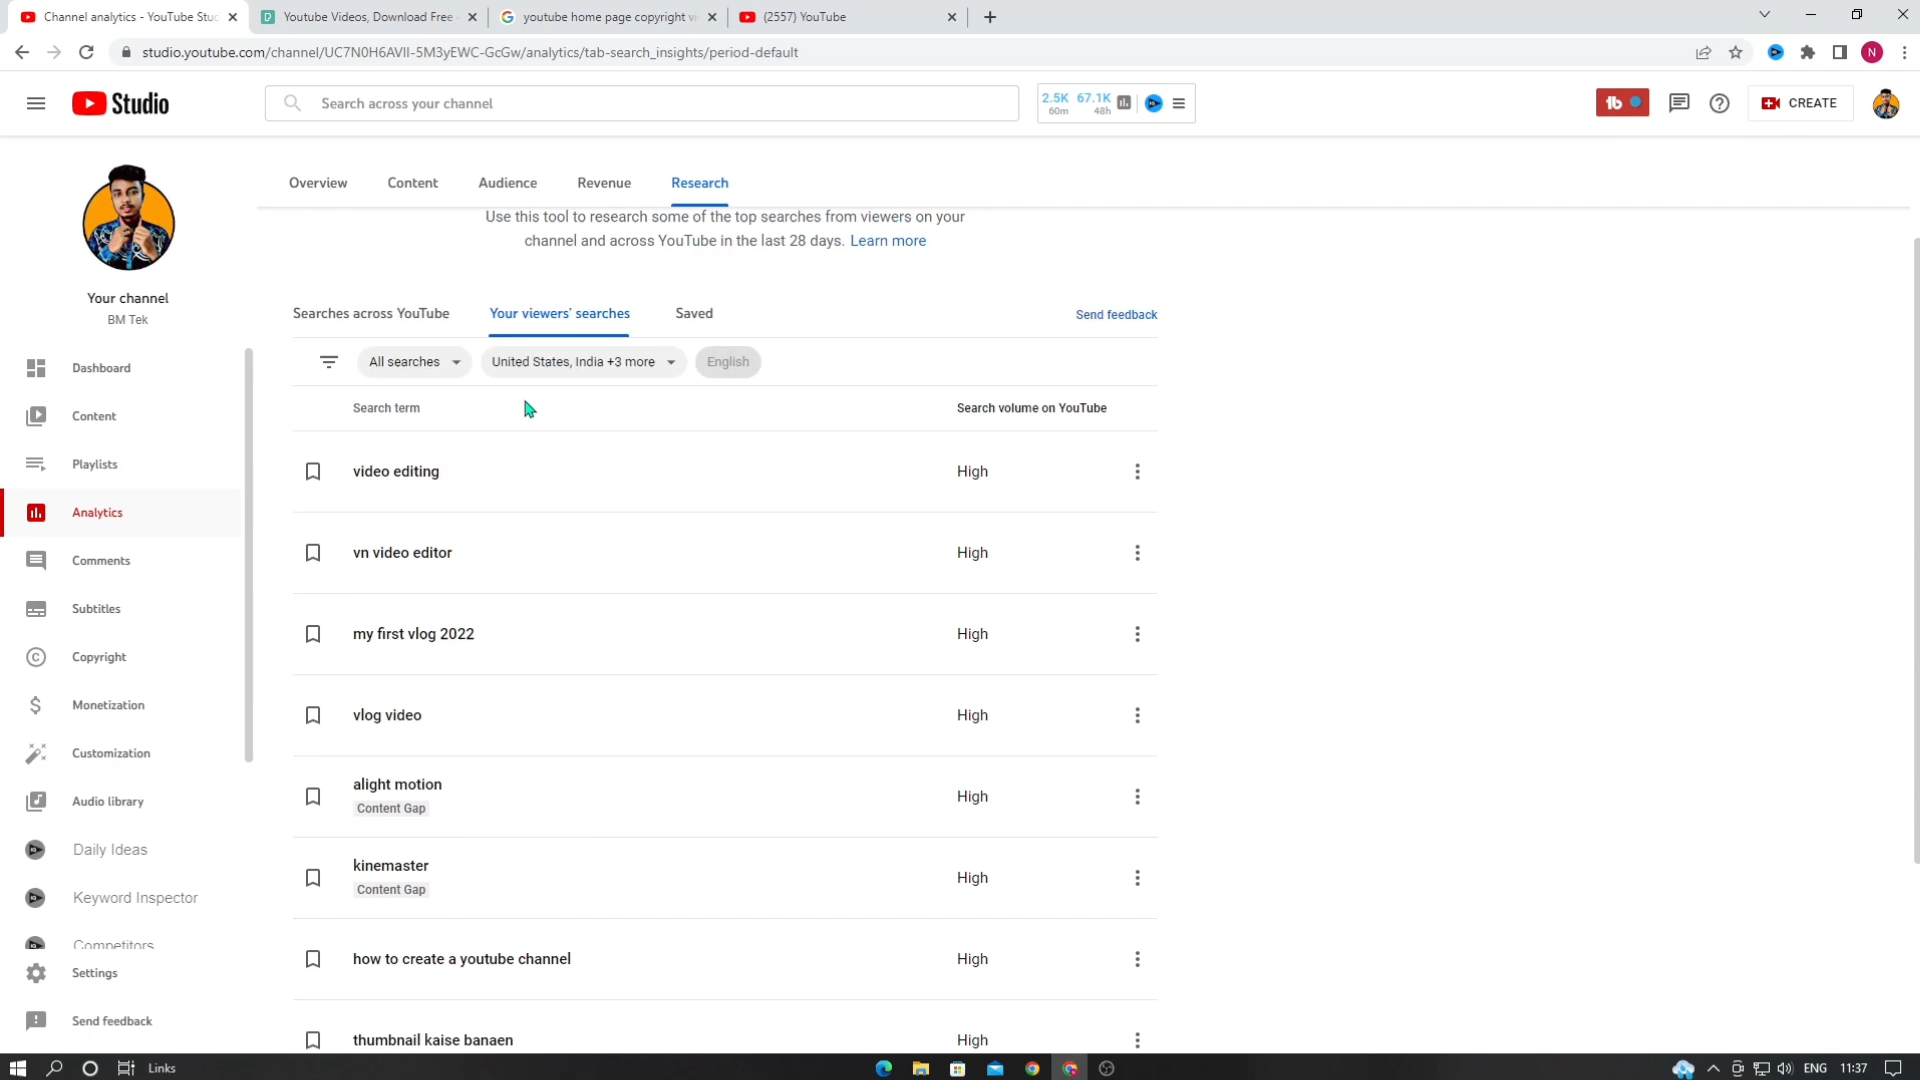 Channel analytics - YouTube Stuc
Youtube Videos, Download Free
youtube home page copyright vi
(2557) YouTube
studio.youtube.com/channel/UC7N0H6AVII-5M3yEWC-GcGw/analytics/tab-search_insights/period-default
N
Studio
Search across your channel
2.5K 67.1K
60m 48h
CREATE
Overview
Content
Audience
Revenue
Research
Use this tool to research some of the top searches from viewers on your
channel and across YouTube in the last 28 days. Learn more
Your channel
BM Tek
Searches across YouTube
Your viewers' searches
Saved
Send feedback
All searches
United States, India +3 more
English
Search term
Search volume on YouTube
Dashboard
Content
Playlists
Analytics
Comments
Subtitles
Copyright
Monetization
Customization
Audio library
Daily Ideas
Keyword Inspector
Competitors
Settings
Send feedback
video editing
High
vn video editor
High
my first vlog 2022
High
vlog video
High
alight motion
Content Gap
High
kinemaster
Content Gap
High
how to create a youtube channel
High
thumbnail kaise banaen
High
Links
ENG
11:37